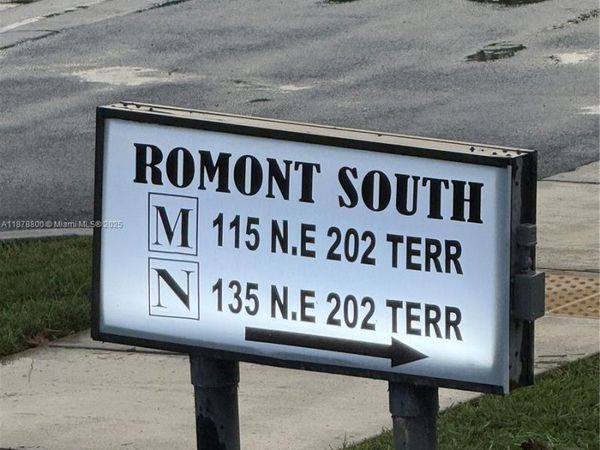 ROMONT SOUTH
M 115 N.E 202 TERR
N 135 N.E 202 TERR
A11878800 © Miami MLS® 2025